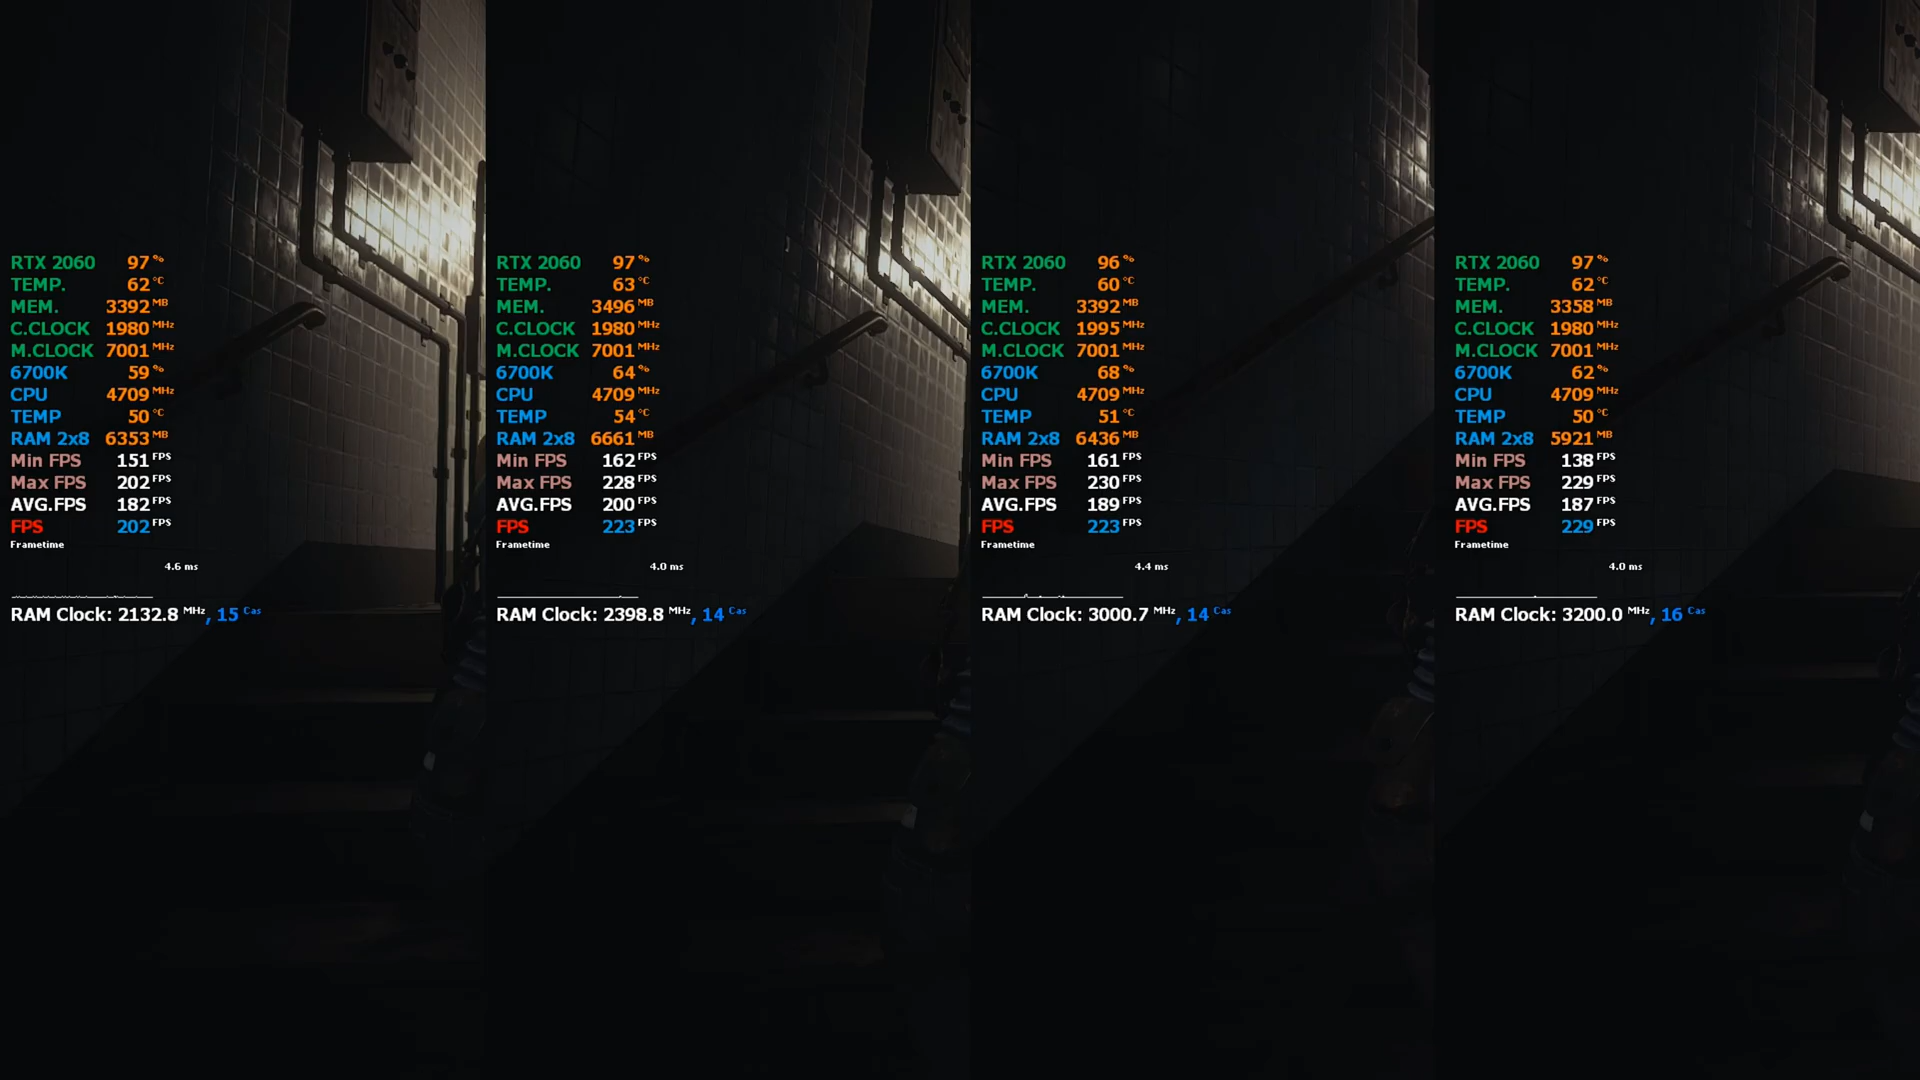 RTX 2060 97 %
TEMP. 62 °C
MEM. 3392 MB
C.CLOCK 1980 MHz
M.CLOCK 7001 MHz
6700K 59 %
CPU 4709 MHz
TEMP 50 °C
RAM 2x8 6353 MB
Min FPS 151 FPS
Max FPS 202 FPS
AVG.FPS 182 FPS
FPS 202 FPS
Frametime
4.6 ms
RAM Clock: 2132.8 MHz, 15 Cas
RTX 2060 97 %
TEMP. 63 °C
MEM. 3496 MB
C.CLOCK 1980 MHz
M.CLOCK 7001 MHz
6700K 64 %
CPU 4709 MHz
TEMP 54 °C
RAM 2x8 6661 MB
Min FPS 162 FPS
Max FPS 228 FPS
AVG.FPS 200 FPS
FPS 223 FPS
Frametime
4.0 ms
RAM Clock: 2398.8 MHz, 14 Cas
RTX 2060 96 %
TEMP. 60 °C
MEM. 3392 MB
C.CLOCK 1995 MHz
M.CLOCK 7001 MHz
6700K 68 %
CPU 4709 MHz
TEMP 51 °C
RAM 2x8 6436 MB
Min FPS 161 FPS
Max FPS 230 FPS
AVG.FPS 189 FPS
FPS 223 FPS
Frametime
4.4 ms
RAM Clock: 3000.7 MHz, 14 Cas
RTX 2060 97 %
TEMP. 62 °C
MEM. 3358 MB
C.CLOCK 1980 MHz
M.CLOCK 7001 MHz
6700K 62 %
CPU 4709 MHz
TEMP 50 °C
RAM 2x8 5921 MB
Min FPS 138 FPS
Max FPS 229 FPS
AVG.FPS 187 FPS
FPS 229 FPS
Frametime
4.0 ms
RAM Clock: 3200.0 MHz, 16 Cas